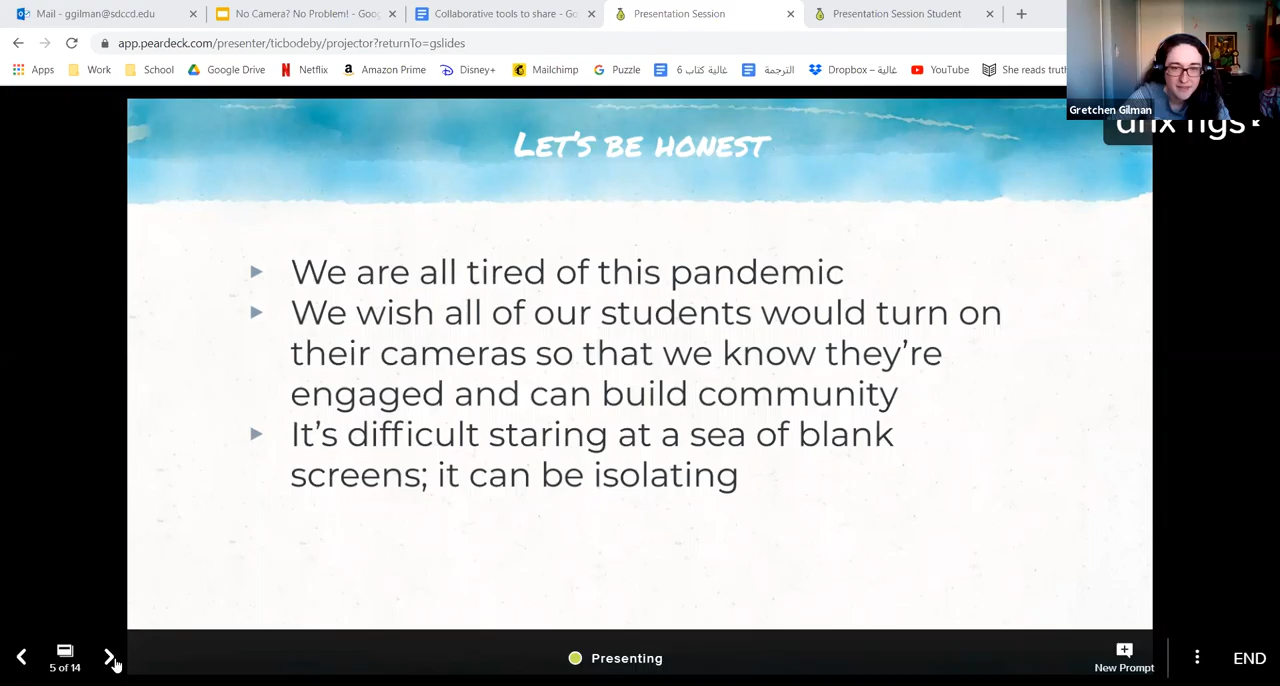 Mail - ggilman@sdccd.edu
No Camera? No Problem! - Goo
Collaborative tools to share - Go
Presentation Session
Presentation Session Student
app.peardeck.com/presenter/ticbodeby/projector?returnTo=gslides
Apps
Work
School
Google Drive
Netflix
Amazon Prime
Disney+
Mailchimp
Puzzle
غالية كتاب 6
الترجمة
Dropbox – غالية
YouTube
She reads truth
Gretchen Gilman
LET'S BE HONEST
We are all tired of this pandemic
We wish all of our students would turn on
their cameras so that we know they're
engaged and can build community
It's difficult staring at a sea of blank
screens; it can be isolating
5 of 14
Presenting
New Prompt
END